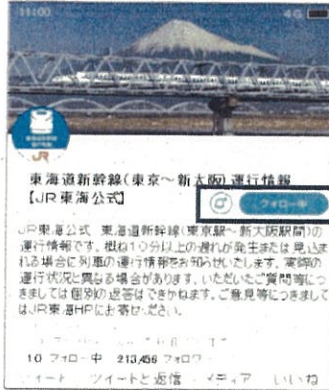 11:00 4G
JR
東海道新幹線(東京～新大阪)運行情報
【JR東海公式】
フォロー中
JR東海公式 東海道新幹線(東京駅～新大阪駅間)の
運行情報です。概ね10分以上の遅れが発生または見込ま
れる場合に列車の運行情報をお知らせいたします。実際の
運行状況と異なる場合があります。いただいたご質問等につ
きましては個別の返答はできかねます。ご意見等につきまして
はJR東海HPにお寄せください。
10 フォロー中 213,456 フォロワー
ツイート ツイートと返信 メディア いいね